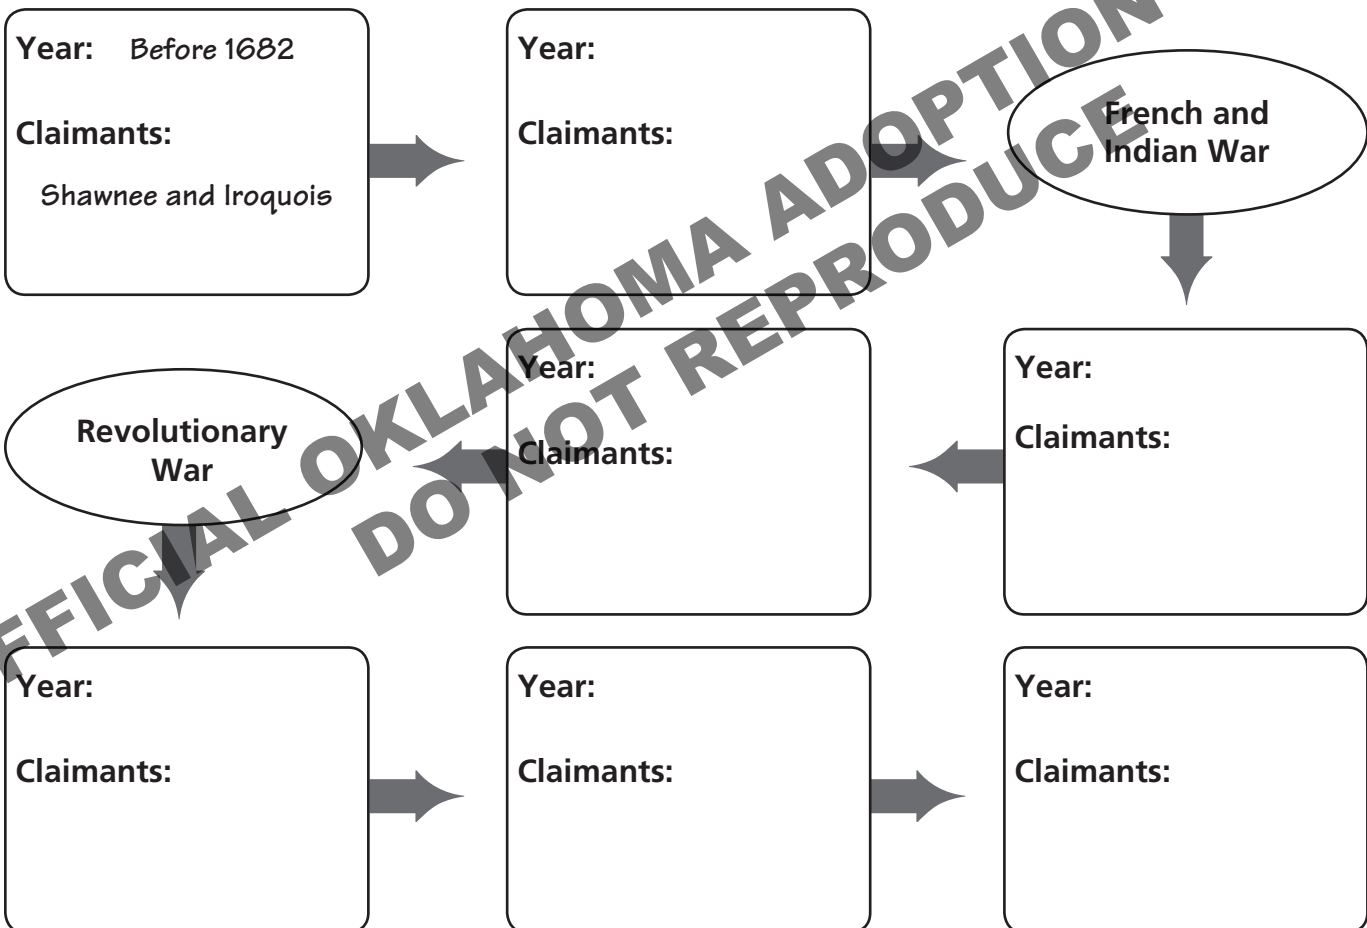 Year: Before 1682
Claimants:
Shawnee and Iroquois
Year:
Claimants:
French and
Indian War
Year:
Claimants:
Year:
Claimants:
Revolutionary
War
Year:
Claimants:
Year:
Claimants:
Year:
Claimants:
OFFICIAL OKLAHOMA ADOPTION
DO NOT REPRODUCE